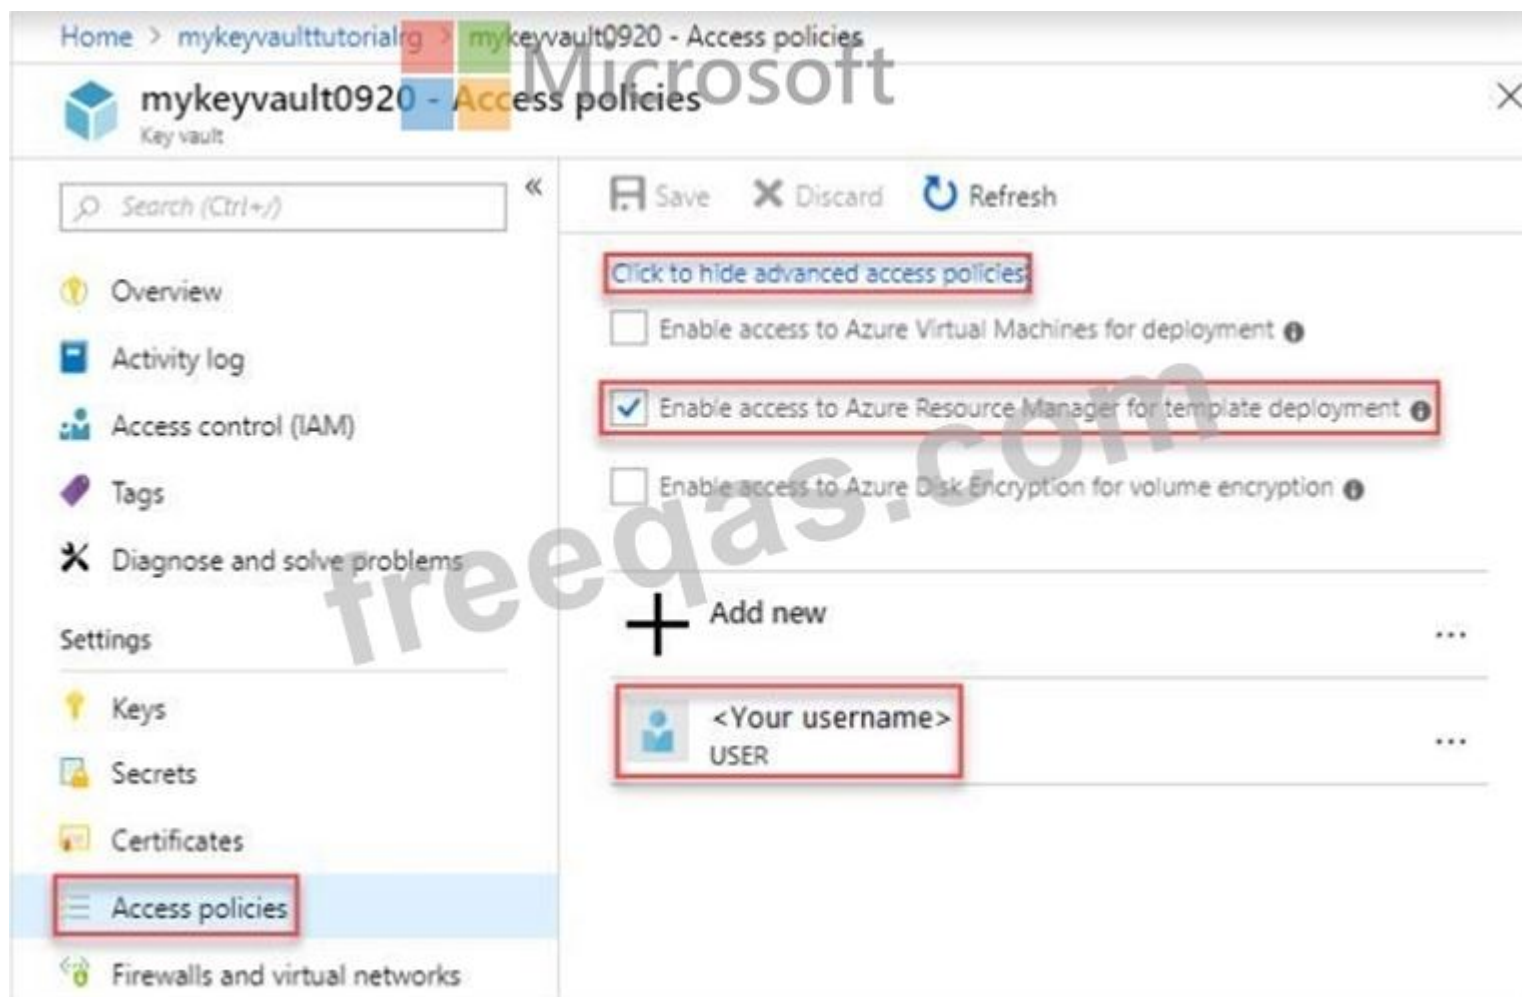 Home > mykeyvaulttutorialrg > mykeyvault0920 - Access policies
Microsoft
mykeyvault0920 - Access policies
Key vault
Search (Ctrl+/)
«
Overview
Activity log
Access control (IAM)
Tags
Diagnose and solve problems
Settings
Keys
Secrets
Certificates
Access policies
Firewalls and virtual networks
Save
Discard
Refresh
Click to hide advanced access policies
Enable access to Azure Virtual Machines for deployment
Enable access to Azure Resource Manager for template deployment
Enable access to Azure Disk Encryption for volume encryption
Add new
...
<Your username>
USER
...
freeqas.com